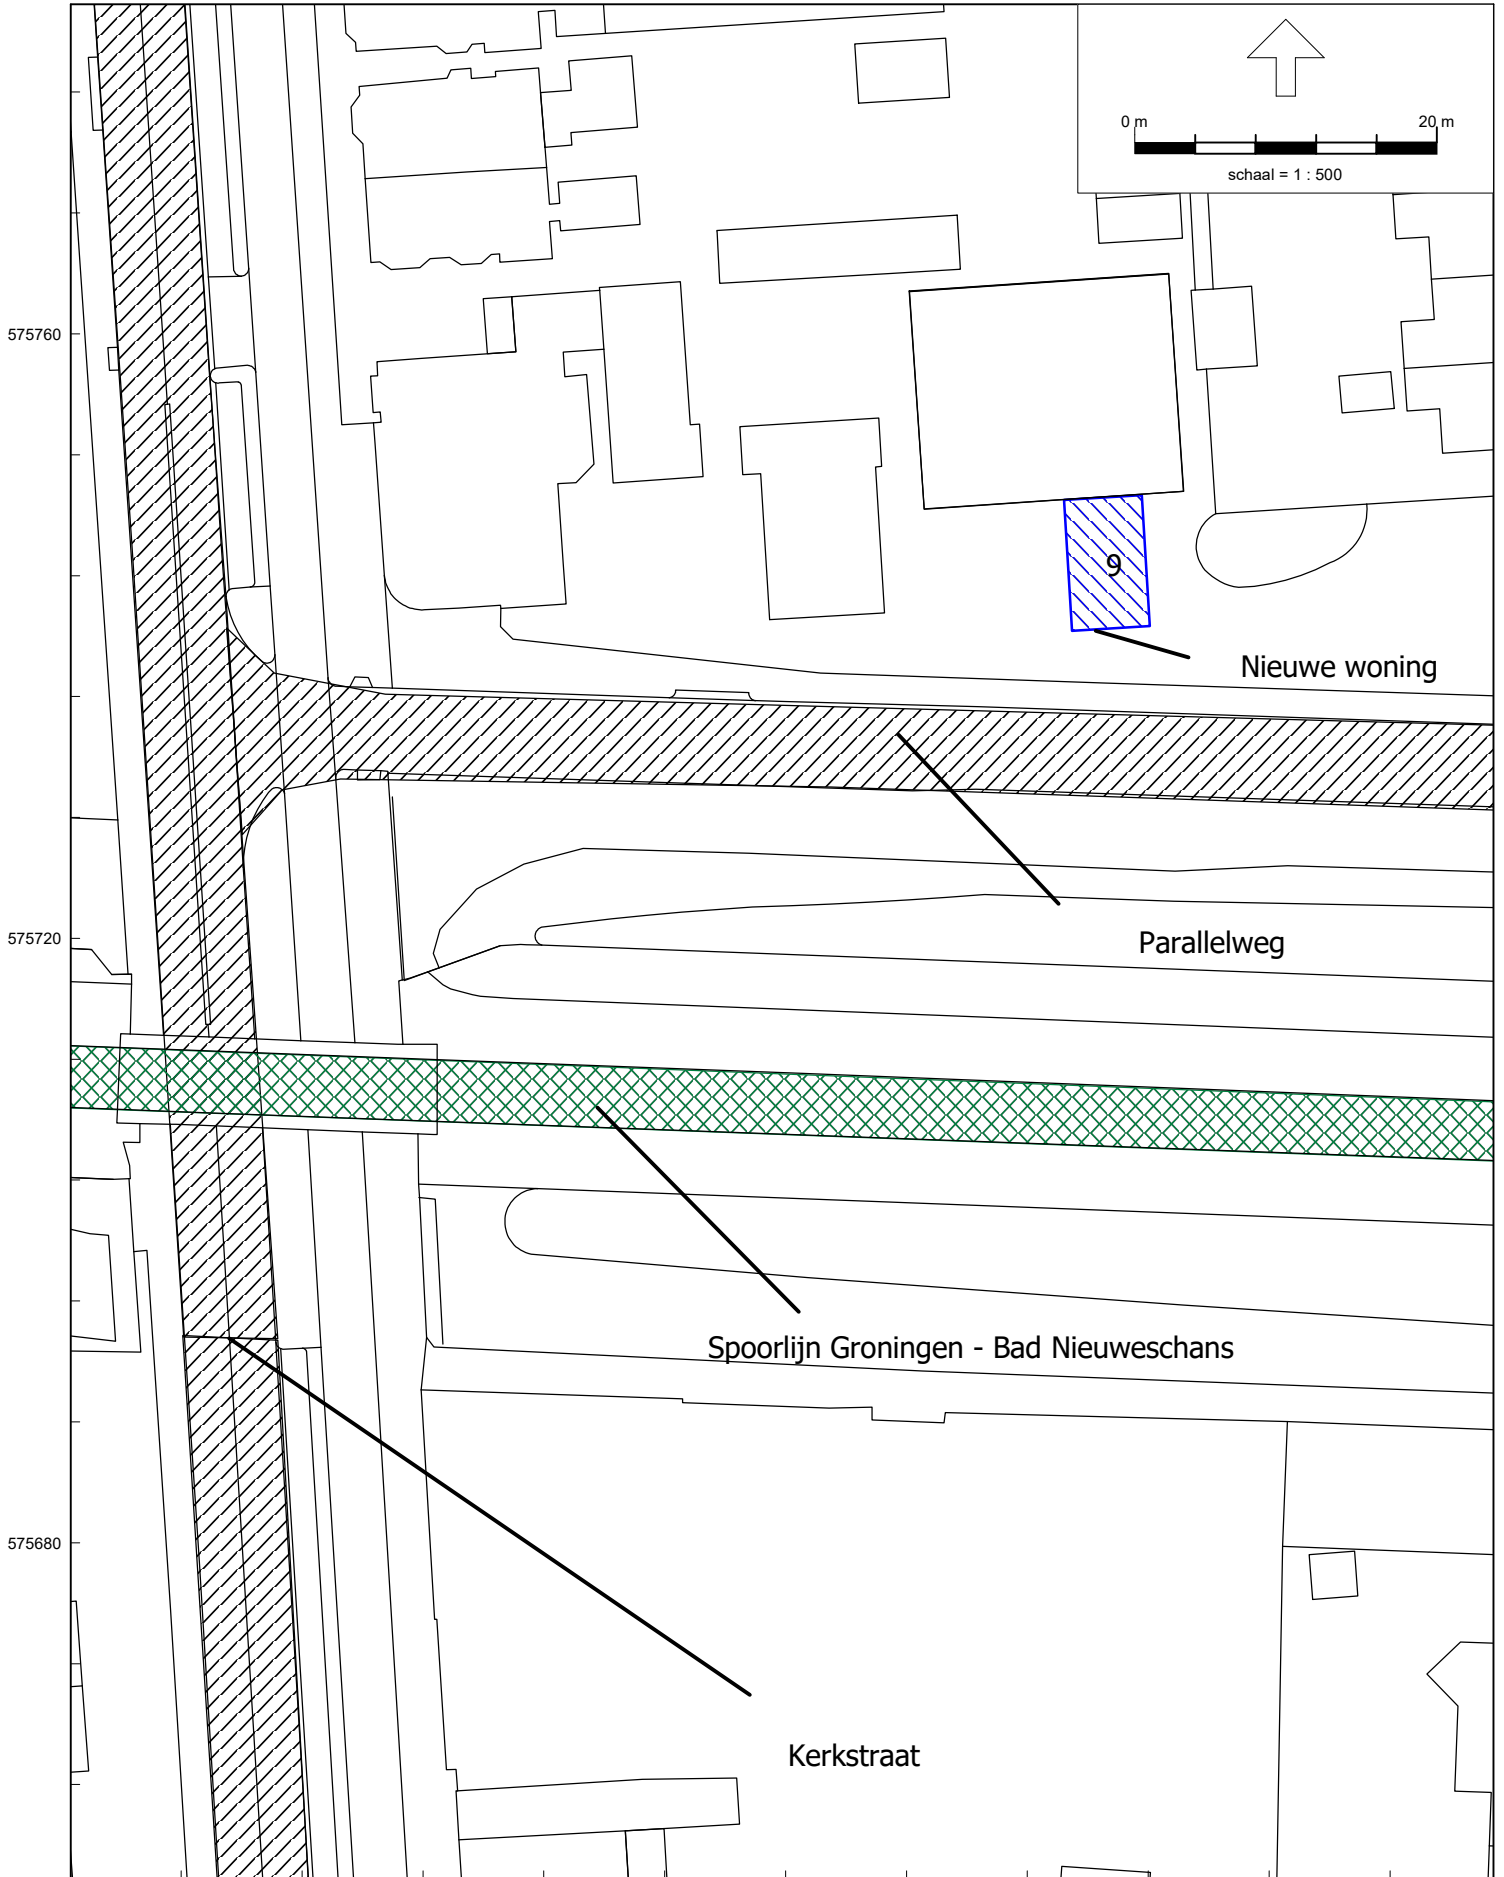 0 m 20 m
schaal = 1 : 500
575760
9
Nieuwe woning
575720
Parallelweg
Spoorlijn Groningen - Bad Nieuweschans
575680
Kerkstraat